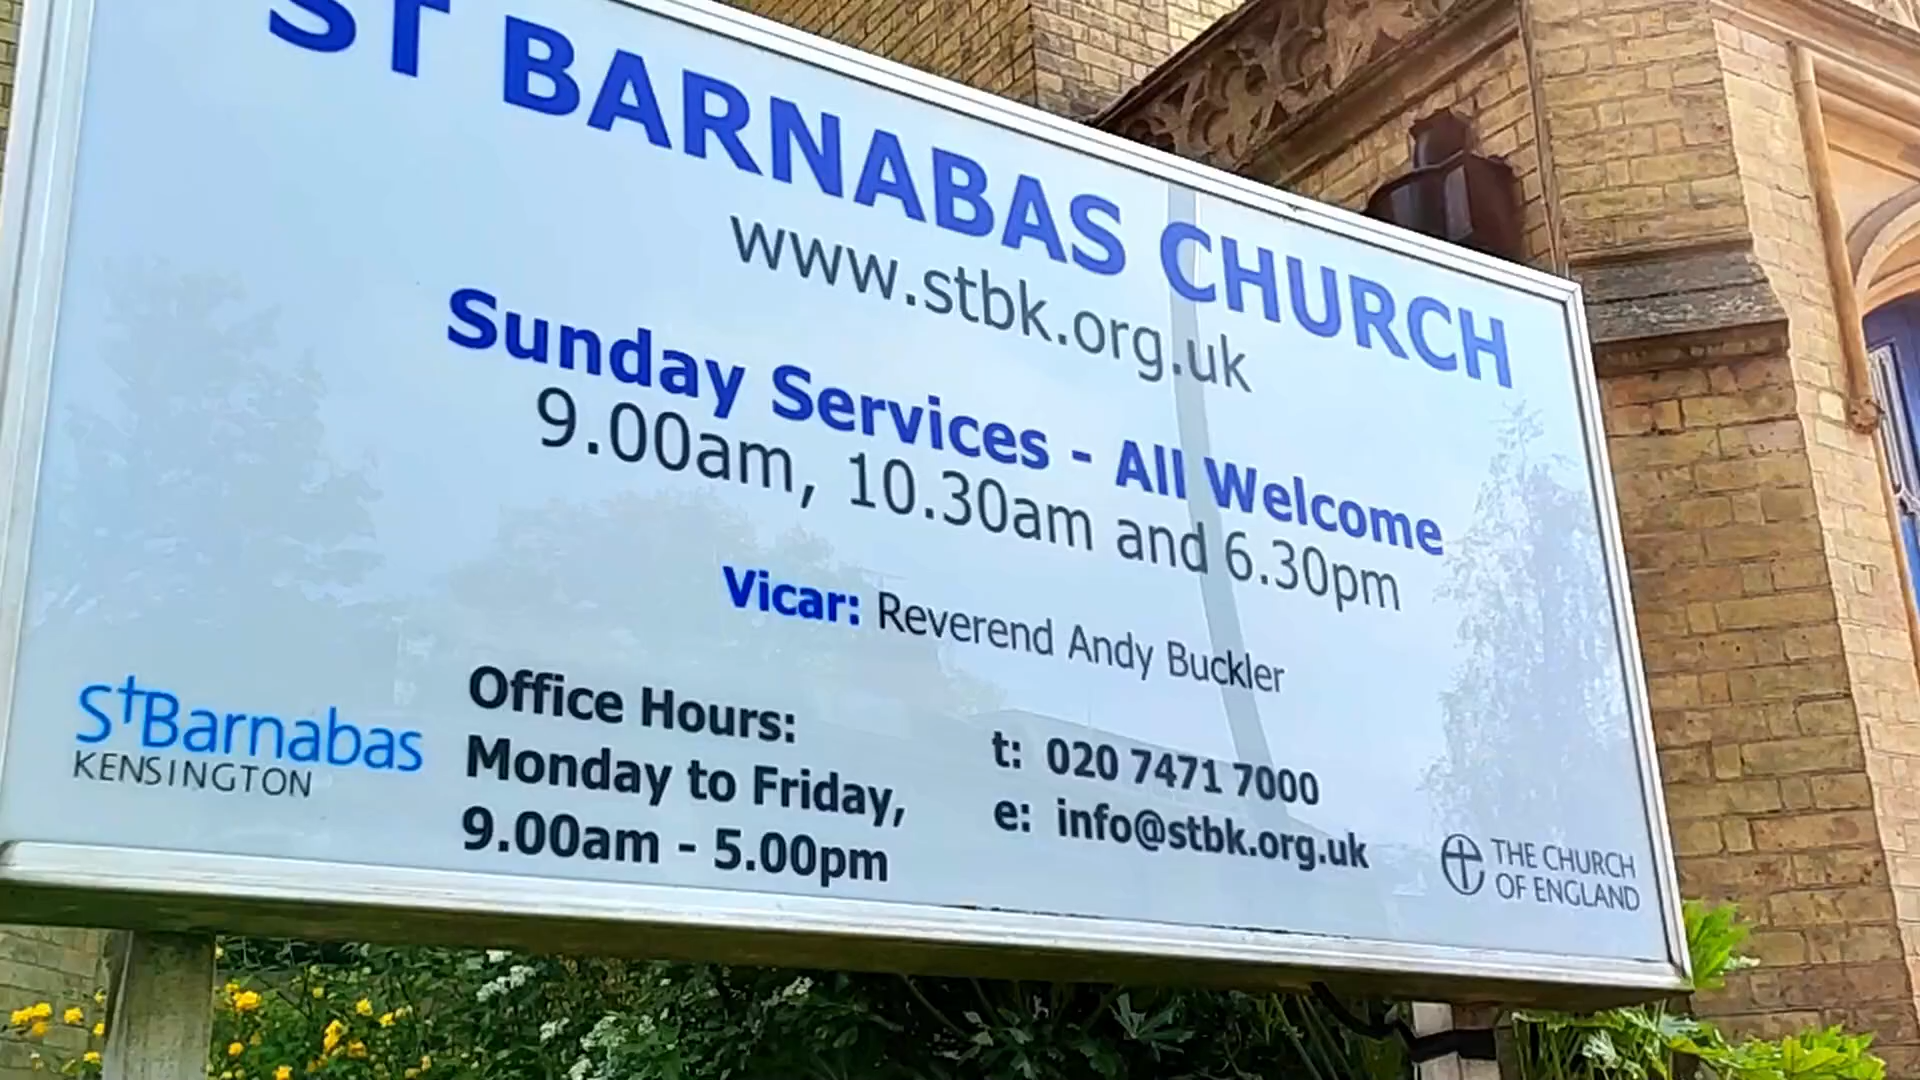 ST BARNABAS CHURCH
www.stbk.org.uk
Sunday Services - All Welcome
9.00am, 10.30am and 6.30pm
Vicar: Reverend Andy Buckler
St Barnabas
KENSINGTON
Office Hours:
Monday to Friday,
9.00am - 5.00pm
t: 020 7471 7000
e: info@stbk.org.uk
THE CHURCH
OF ENGLAND